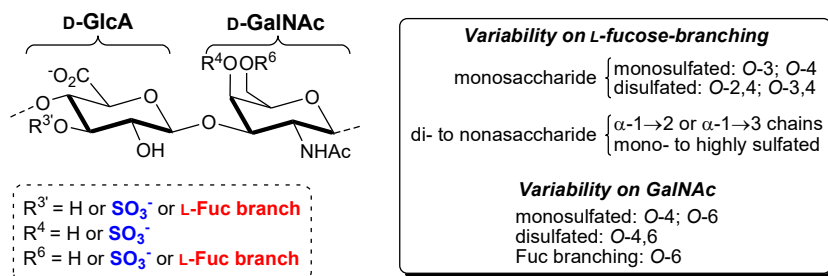 D-GlcA
D-GalNAc
R⁴O OR⁶
⁻O₂C
O
O
O
R³'O
O
O
OH
NHAc
R³' = H or SO₃⁻ or L-Fuc branch
R⁴ = H or SO₃⁻
R⁶ = H or SO₃⁻ or L-Fuc branch
Variability on L-fucose-branching
monosaccharide
monosulfated: O-3; O-4
disulfated: O-2,4; O-3,4
di- to nonasaccharide
α-1→2 or α-1→3 chains
mono- to highly sulfated
Variability on GalNAc
monosulfated: O-4; O-6
disulfated: O-4,6
Fuc branching: O-6